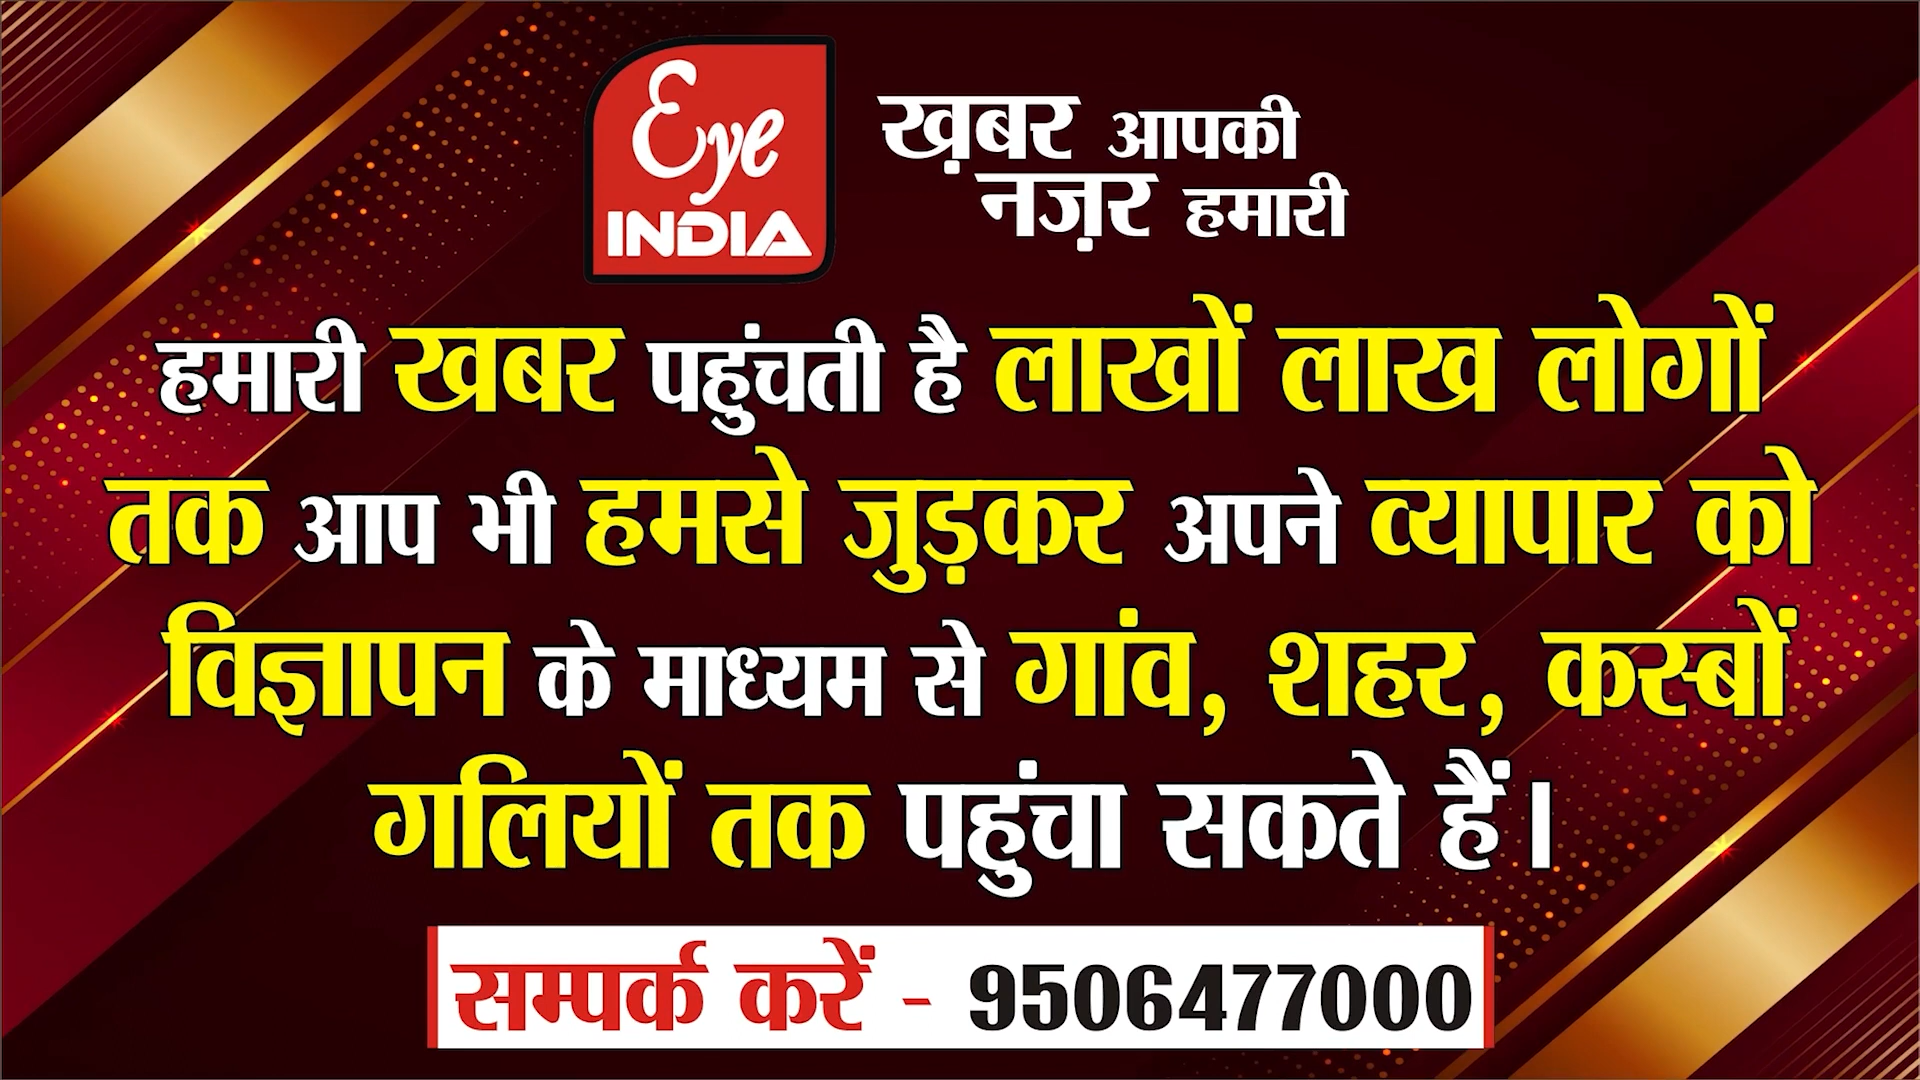 Eye
INDIA
ख़बर आपकी
नज़र हमारी
हमारी खबर पहुंचती है लाखों लाख लोगों
तक आप भी हमसे जुड़कर अपने व्यापार को
विज्ञापन के माध्यम से गांव, शहर, कस्बों
गलियों तक पहुंचा सकते हैं।
सम्पर्क करें - 9506477000